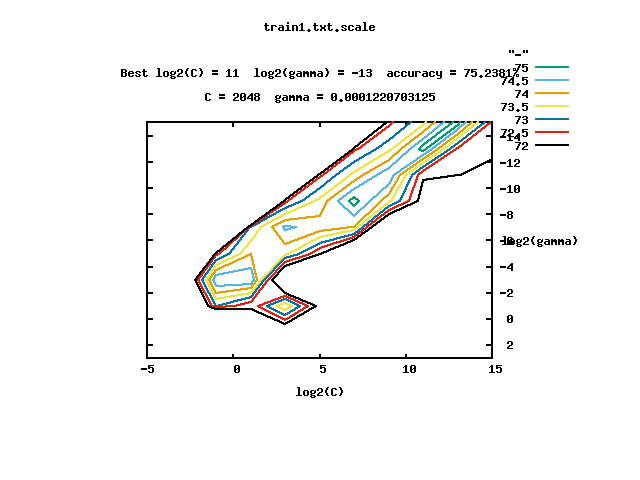 train1.txt.scale
"-"
Best log2(C) = 11  log2(gamma) = -13  accuracy = 75.2381%
75
74.5
74
C = 2048  gamma = 0.0001220703125
73.5
73
72.5
-14
72
-12
-10
-8
-6
log2(gamma)
-4
-2
0
2
-5 0 5 10 15
log2(C)